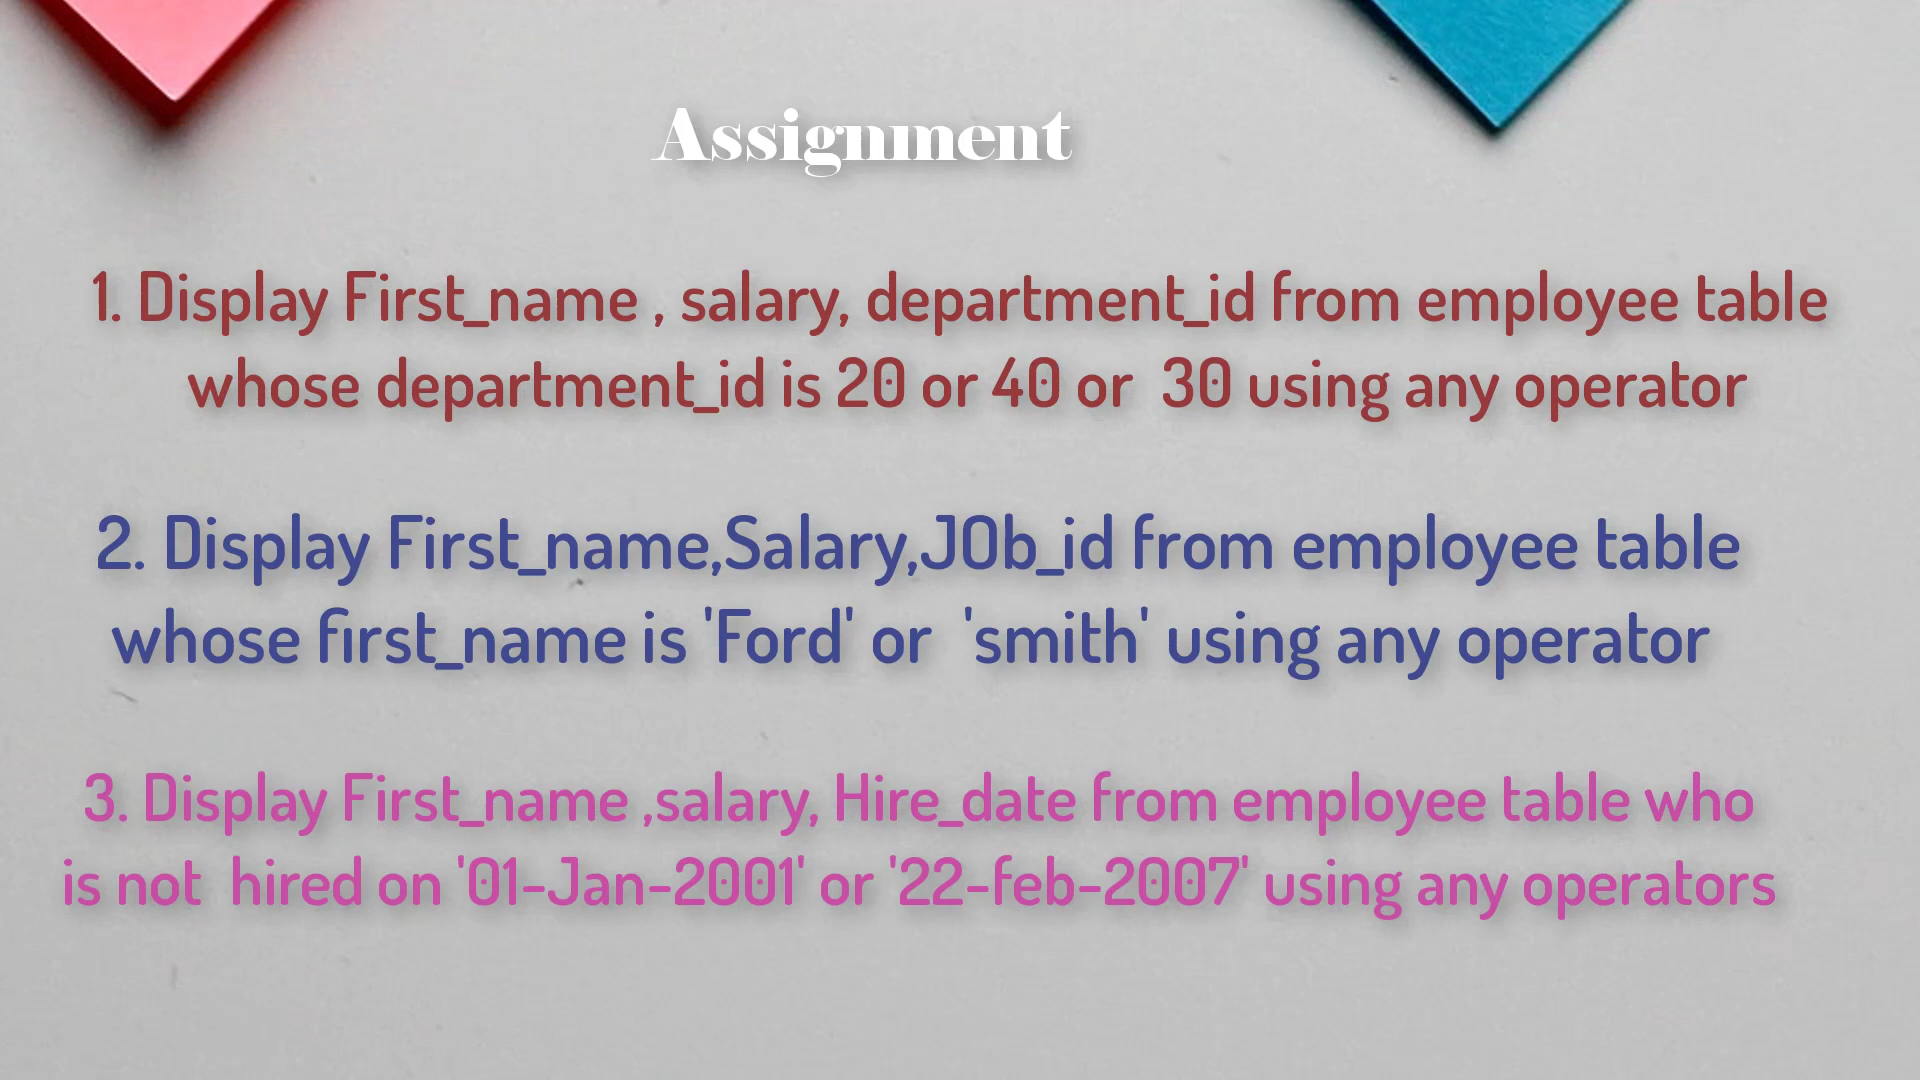 Assignment
1. Display First_name , salary, department_id from employee table
whose department_id is 20 or 40 or  30 using any operator
2. Display First_name,Salary,JOb_id from employee table
whose first_name is 'Ford' or  'smith' using any operator
3. Display First_name ,salary, Hire_date from employee table who
is not  hired on '01-Jan-2001' or '22-feb-2007' using any operators